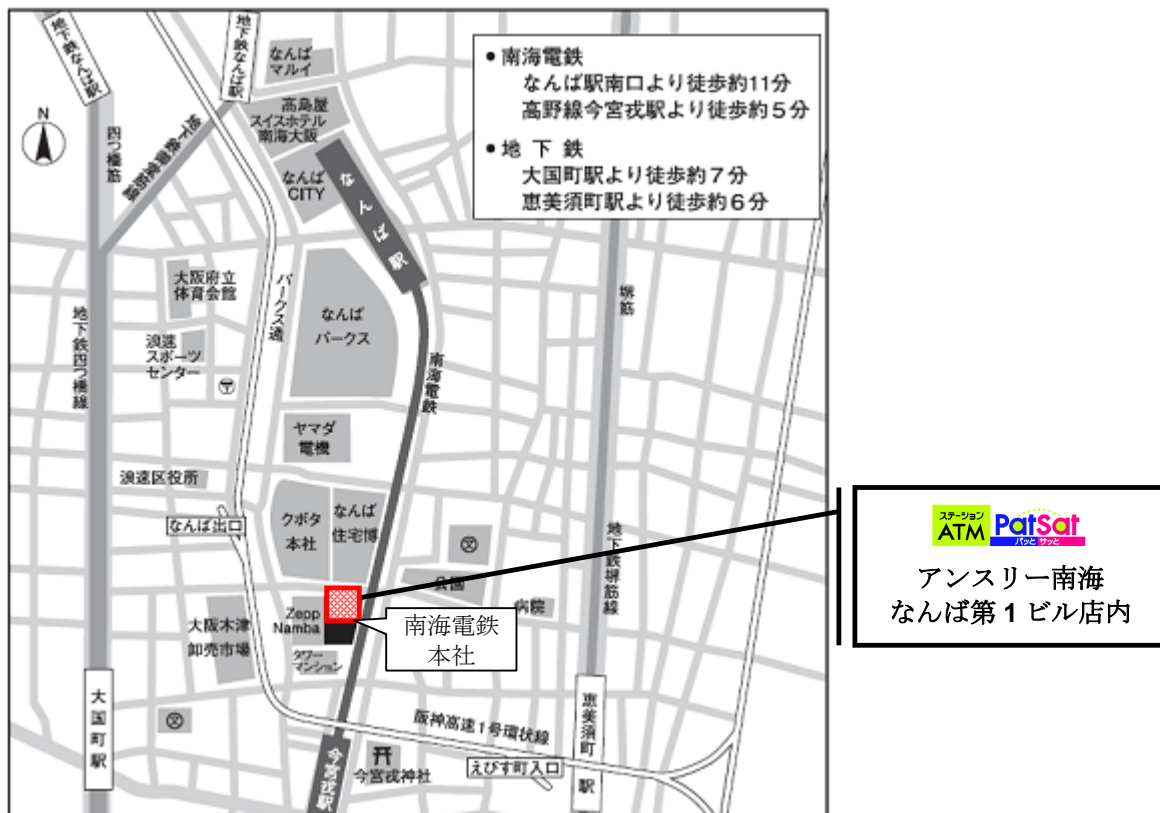 地下鉄なんば駅
地下鉄なんば駅
なんば
マルイ
高島屋
スイスホテル
南海大阪
なんば
CITY
なんば駅
N
四つ橋筋
地下鉄御堂筋線
● 南海電鉄
なんば駅南口より徒歩約11分
高野線今宮戎駅より徒歩約5分
● 地下鉄
大国町駅より徒歩約7分
恵美須町駅より徒歩約6分
大阪府立
体育会館
パークス通
なんば
パークス
堺筋
地下鉄四つ橋線
浪速
スポーツ
センター
〒
南海電鉄
ヤマダ
電機
浪速区役所
なんば出口
クボタ
本社
なんば
住宅博
文
地下鉄堺筋線
公園
病院
Zepp
Namba
南海電鉄
本社
大阪木津
卸売市場
タワー
マンション
大国町駅
文
阪神高速1号環状線
恵美須町駅
今宮戎駅
今宮戎神社
えびす町入口
ステーション
ATM
PatSat
パッと サッと
アンスリー南海
なんば第1ビル店内